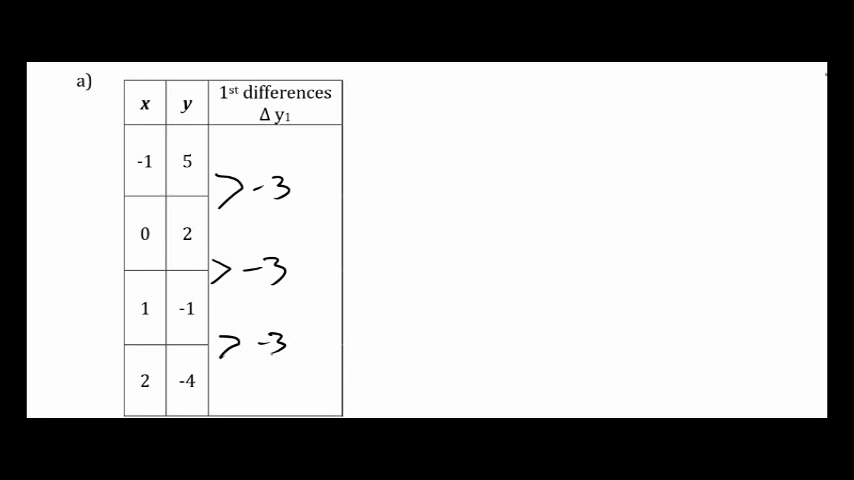 a)
x y 1st differences
Δ y1
-1 5
> -3
0 2
> -3
1 -1
> -3
2 -4